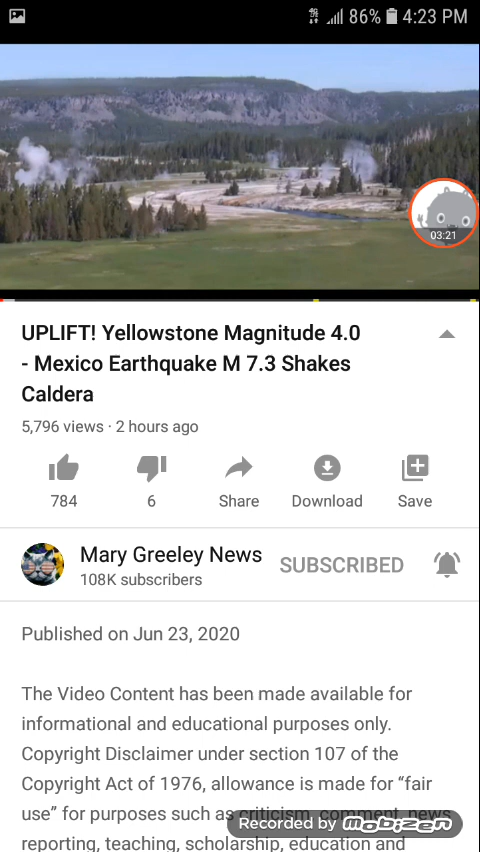 4G 86% 4:23 PM
03:21
UPLIFT! Yellowstone Magnitude 4.0
- Mexico Earthquake M 7.3 Shakes
Caldera
5,796 views · 2 hours ago
784 6 Share Download Save
Mary Greeley News SUBSCRIBED
108K subscribers
Published on Jun 23, 2020
The Video Content has been made available for
informational and educational purposes only.
Copyright Disclaimer under section 107 of the
Copyright Act of 1976, allowance is made for “fair
use” for purposes such as criticism, comment, news
Recorded by mobizen
reporting, teaching, scholarship, education and